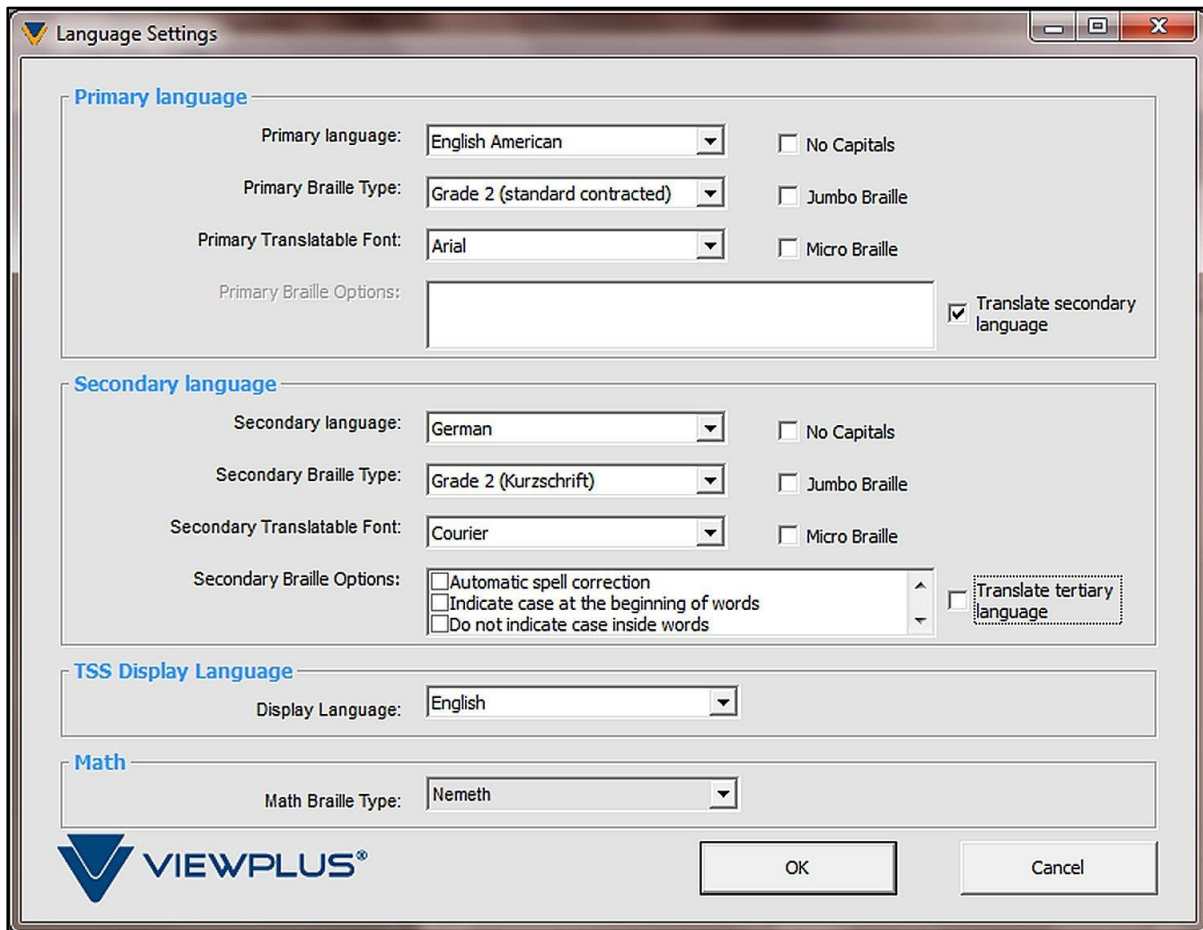 Language Settings
Primary language
Primary language: English American No Capitals
Primary Braille Type: Grade 2 (standard contracted) Jumbo Braille
Primary Translatable Font: Arial Micro Braille
Primary Braille Options:
Translate secondary
language
Secondary language
Secondary language: German No Capitals
Secondary Braille Type: Grade 2 (Kurzschrift) Jumbo Braille
Secondary Translatable Font: Courier Micro Braille
Secondary Braille Options:
Automatic spell correction
Indicate case at the beginning of words
Do not indicate case inside words
Translate tertiary
language
TSS Display Language
Display Language: English
Math
Math Braille Type: Nemeth
VIEWPLUS®
OK Cancel